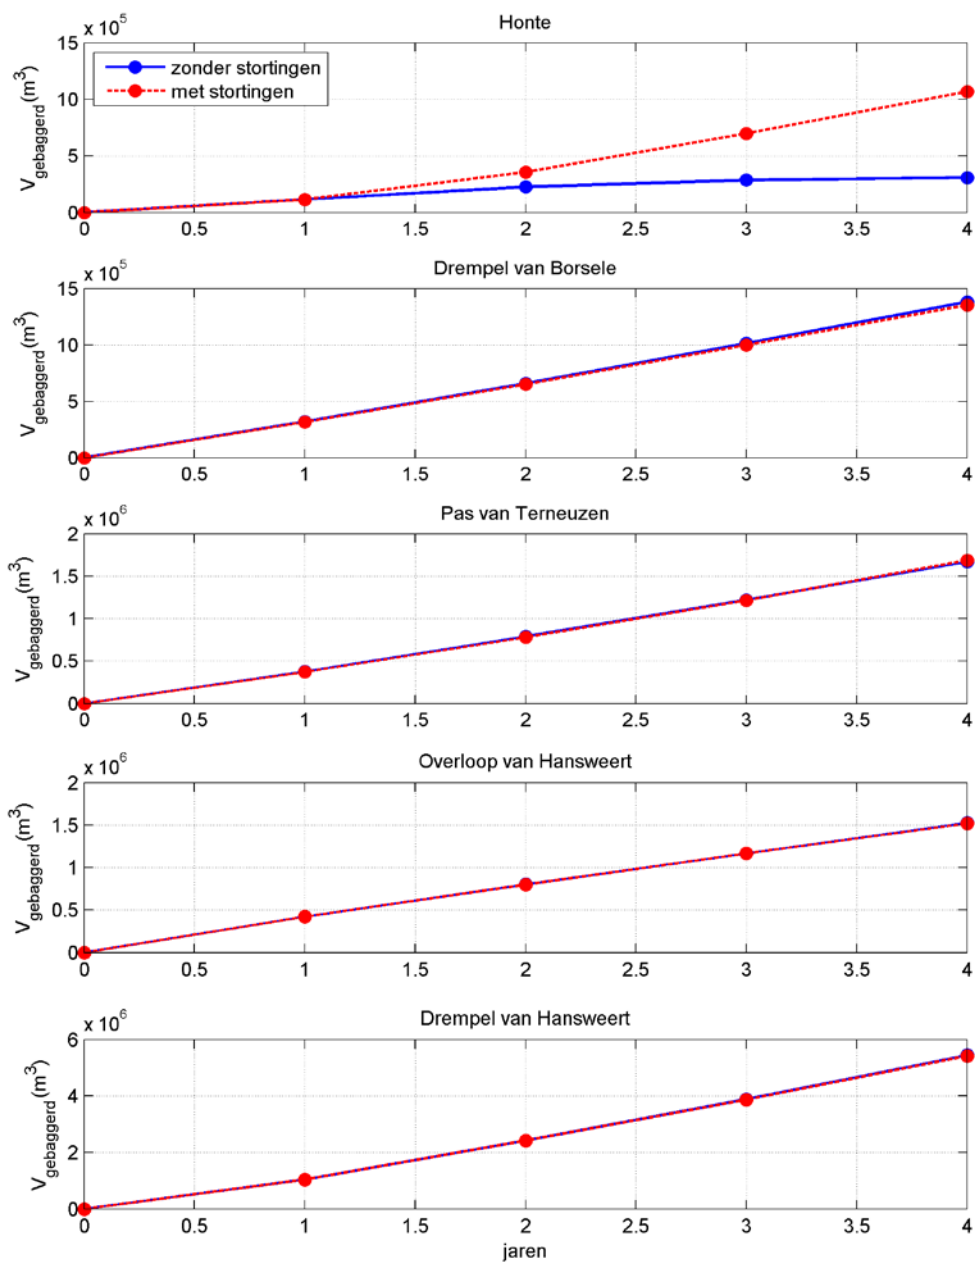 Honte
x 10^5
15
10
5
0
V_gebaggerd (m^3)
zonder stortingen
met stortingen
0 0.5 1 1.5 2 2.5 3 3.5 4
Drempel van Borsele
x 10^5
15
10
5
0
V_gebaggerd (m^3)
0 0.5 1 1.5 2 2.5 3 3.5 4
Pas van Terneuzen
x 10^6
2
1.5
1
0.5
0
V_gebaggerd (m^3)
0 0.5 1 1.5 2 2.5 3 3.5 4
Overloop van Hansweert
x 10^6
2
1.5
1
0.5
0
V_gebaggerd (m^3)
0 0.5 1 1.5 2 2.5 3 3.5 4
Drempel van Hansweert
x 10^6
6
4
2
0
V_gebaggerd (m^3)
0 0.5 1 1.5 2 2.5 3 3.5 4
jaren